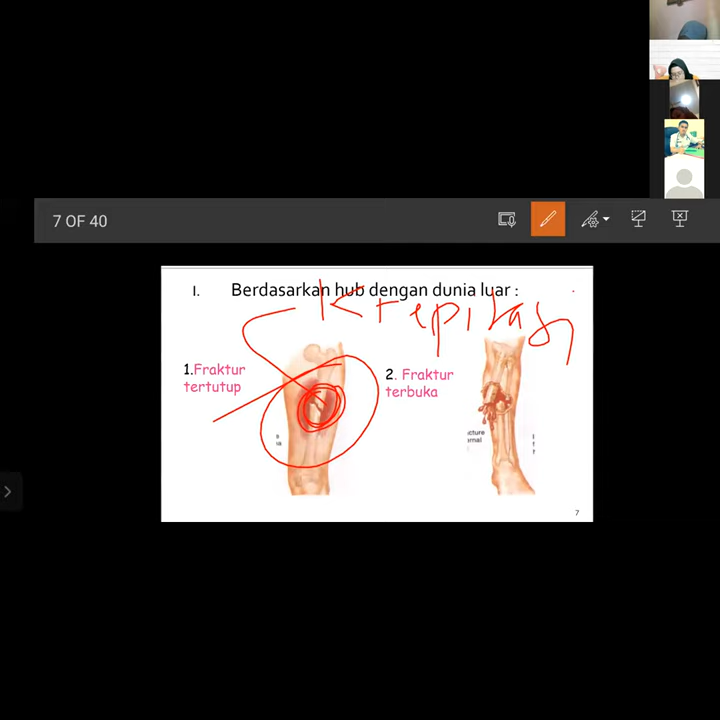 7 OF 40
I. Berdasarkan hub dengan dunia luar :
Krepitasi
1.Fraktur
tertutup
2. Fraktur
terbuka
7